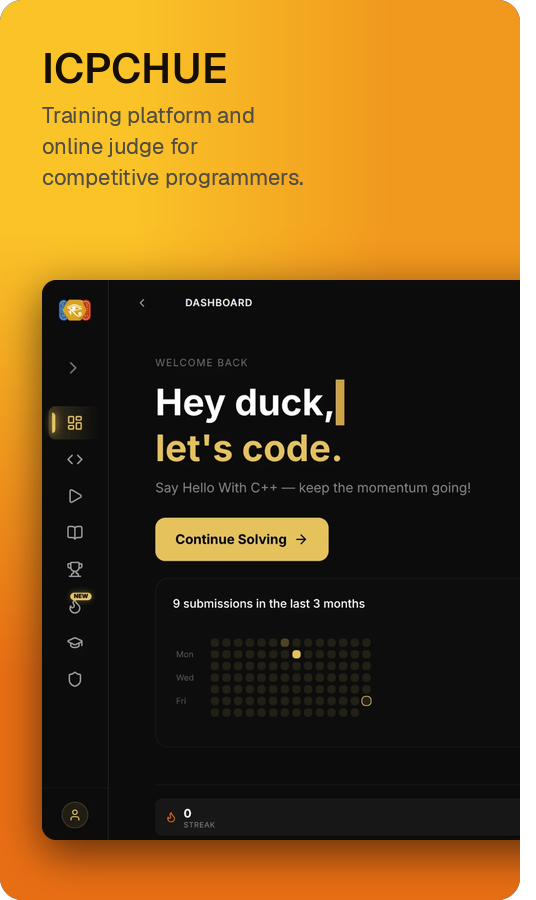 ICPCHUE
Training platform and
online judge for
competitive programmers.
DASHBOARD
WELCOME BACK
Hey duck,
let's code.
Say Hello With C++ — keep the momentum going!
Continue Solving →
NEW
9 submissions in the last 3 months
Mon
Wed
Fri
0
STREAK